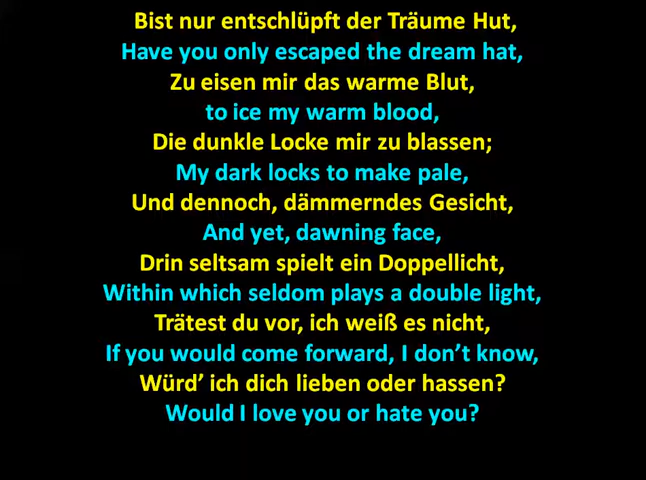 Bist nur entschlüpft der Träume Hut,
Have you only escaped the dream hat,
Zu eisen mir das warme Blut,
to ice my warm blood,
Die dunkle Locke mir zu blassen;
My dark locks to make pale,
Und dennoch, dämmerndes Gesicht,
And yet, dawning face,
Drin seltsam spielt ein Doppellicht,
Within which seldom plays a double light,
Trätest du vor, ich weiß es nicht,
If you would come forward, I don't know,
Würd' ich dich lieben oder hassen?
Would I love you or hate you?